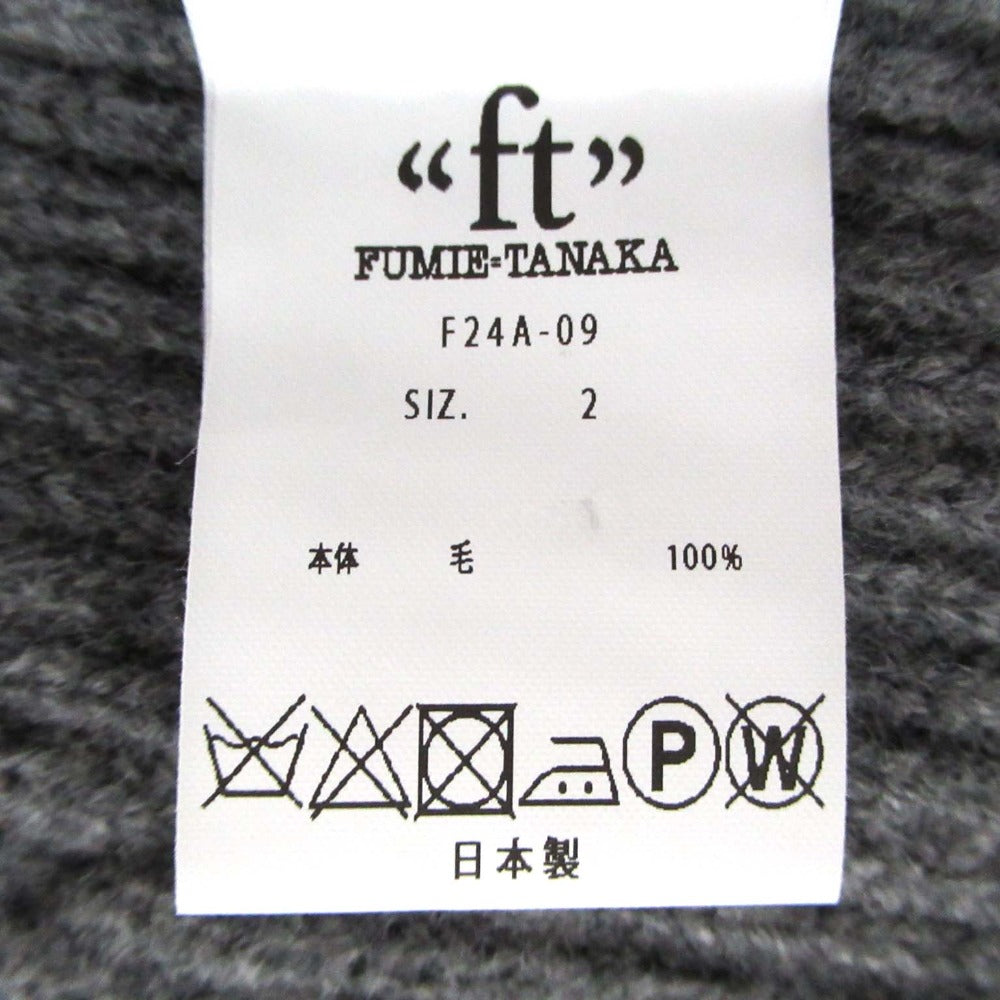 “ft”
FUMIE=TANAKA
F24A-09
SIZ. 2
本体 毛 100%
P W
日本製